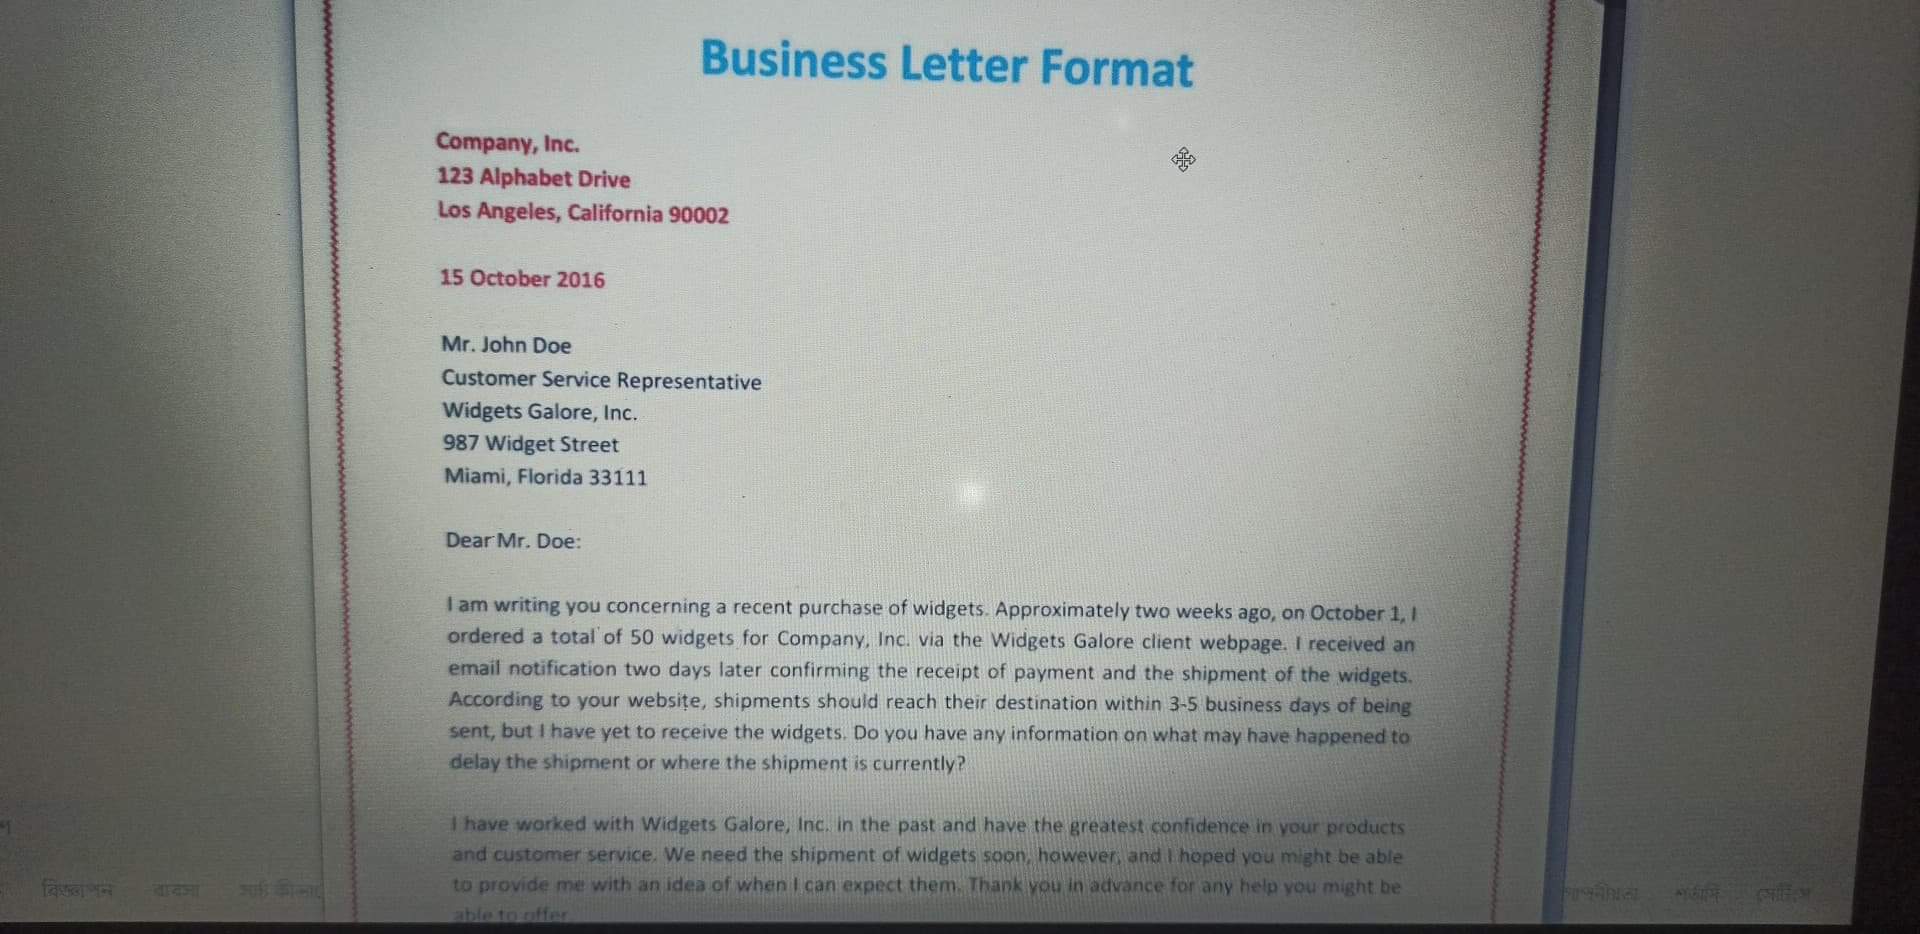 Business Letter Format
Company, Inc.
123 Alphabet Drive
Los Angeles, California 90002
15 October 2016
Mr. John Doe
Customer Service Representative
Widgets Galore, Inc.
987 Widget Street
Miami, Florida 33111
Dear Mr. Doe:
I am writing you concerning a recent purchase of widgets. Approximately two weeks ago, on October 1, I
ordered a total of 50 widgets for Company, Inc. via the Widgets Galore client webpage. I received an
email notification two days later confirming the receipt of payment and the shipment of the widgets.
According to your website, shipments should reach their destination within 3-5 business days of being
sent, but I have yet to receive the widgets. Do you have any information on what may have happened to
delay the shipment or where the shipment is currently?
I have worked with Widgets Galore, Inc. in the past and have the greatest confidence in your products
and customer service. We need the shipment of widgets soon, however, and I hoped you might be able
to provide me with an idea of when I can expect them. Thank you in advance for any help you might be
able to offer.
বিজ্ঞাপন ব্যবসা